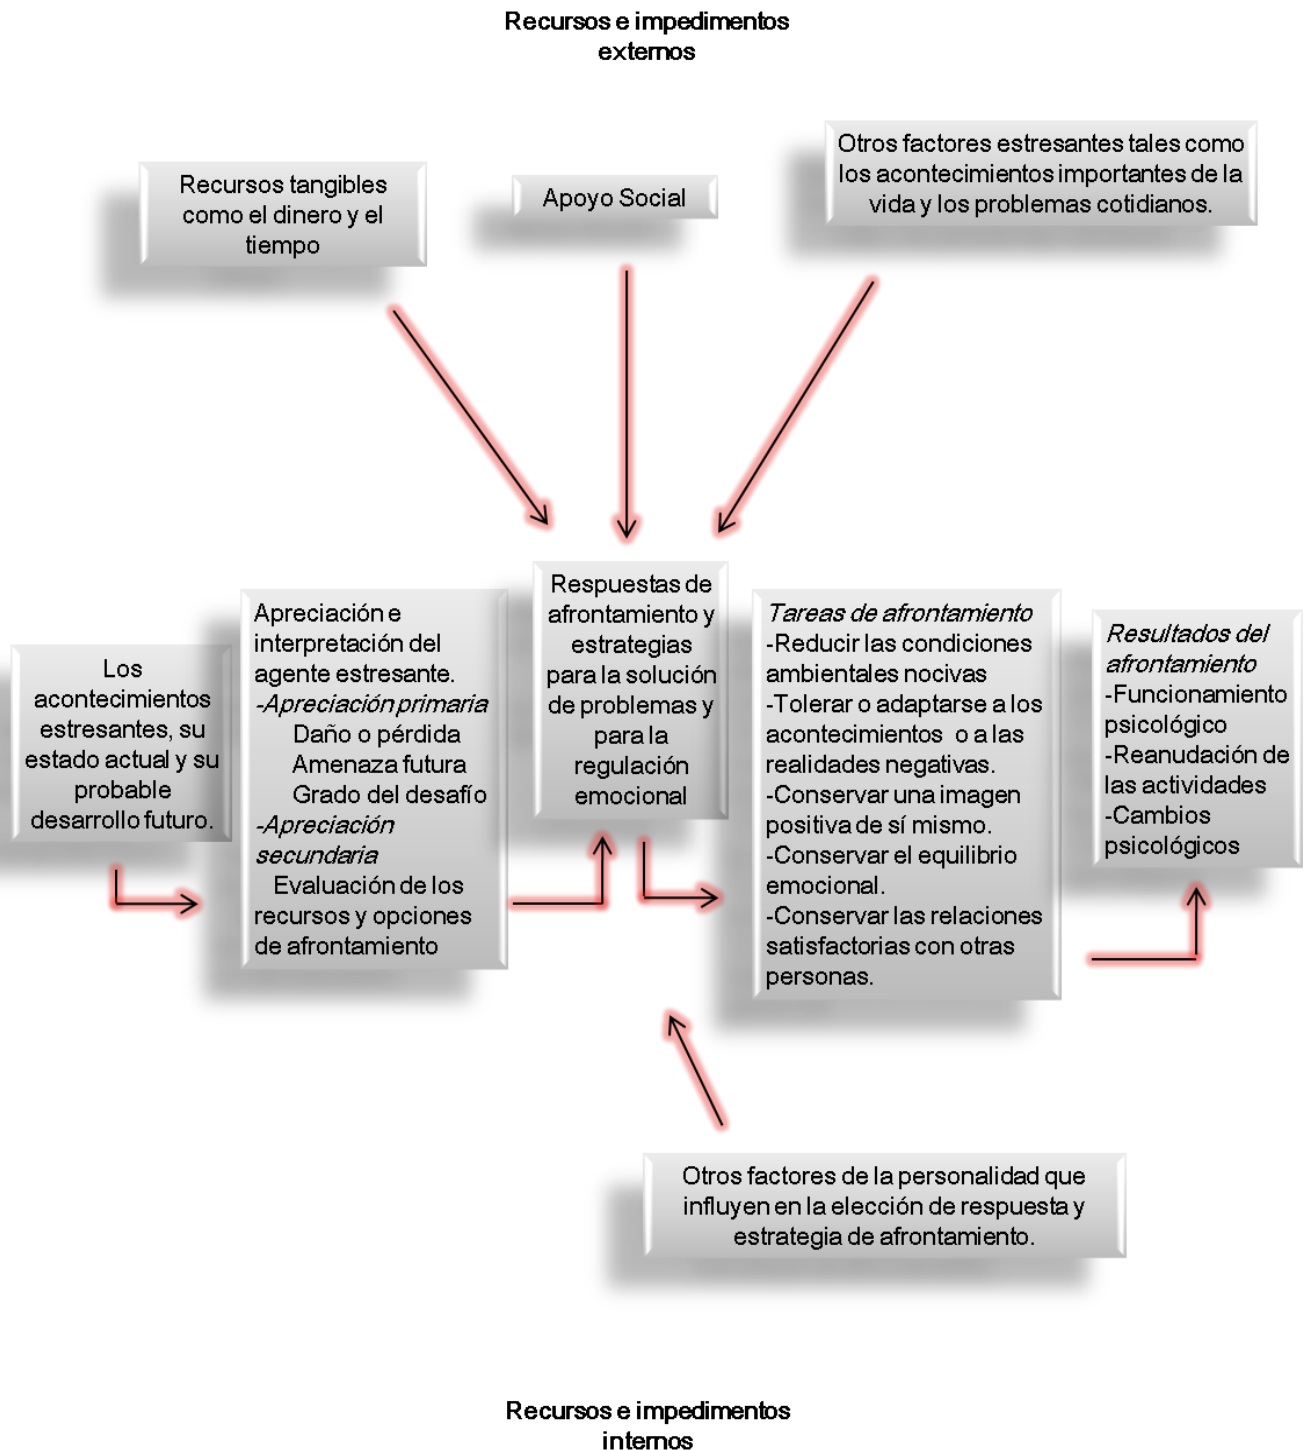 Recursos e impedimentos
externos
Recursos tangibles
como el dinero y el
tiempo
Apoyo Social
Otros factores estresantes tales como
los acontecimientos importantes de la
vida y los problemas cotidianos.
Los
acontecimientos
estresantes, su
estado actual y su
probable
desarrollo futuro.
Apreciación e
interpretación del
agente estresante.
-Apreciación primaria
Daño o pérdida
Amenaza futura
Grado del desafío
-Apreciación
secundaria
Evaluación de los
recursos y opciones
de afrontamiento
Respuestas de
afrontamiento y
estrategias
para la solución
de problemas y
para la
regulación
emocional
Tareas de afrontamiento
-Reducir las condiciones
ambientales nocivas
-Tolerar o adaptarse a los
acontecimientos o a las
realidades negativas.
-Conservar una imagen
positiva de sí mismo.
-Conservar el equilibrio
emocional.
-Conservar las relaciones
satisfactorias con otras
personas.
Resultados del
afrontamiento
-Funcionamiento
psicológico
-Reanudación de
las actividades
-Cambios
psicológicos
Otros factores de la personalidad que
influyen en la elección de respuesta y
estrategia de afrontamiento.
Recursos e impedimentos
internos